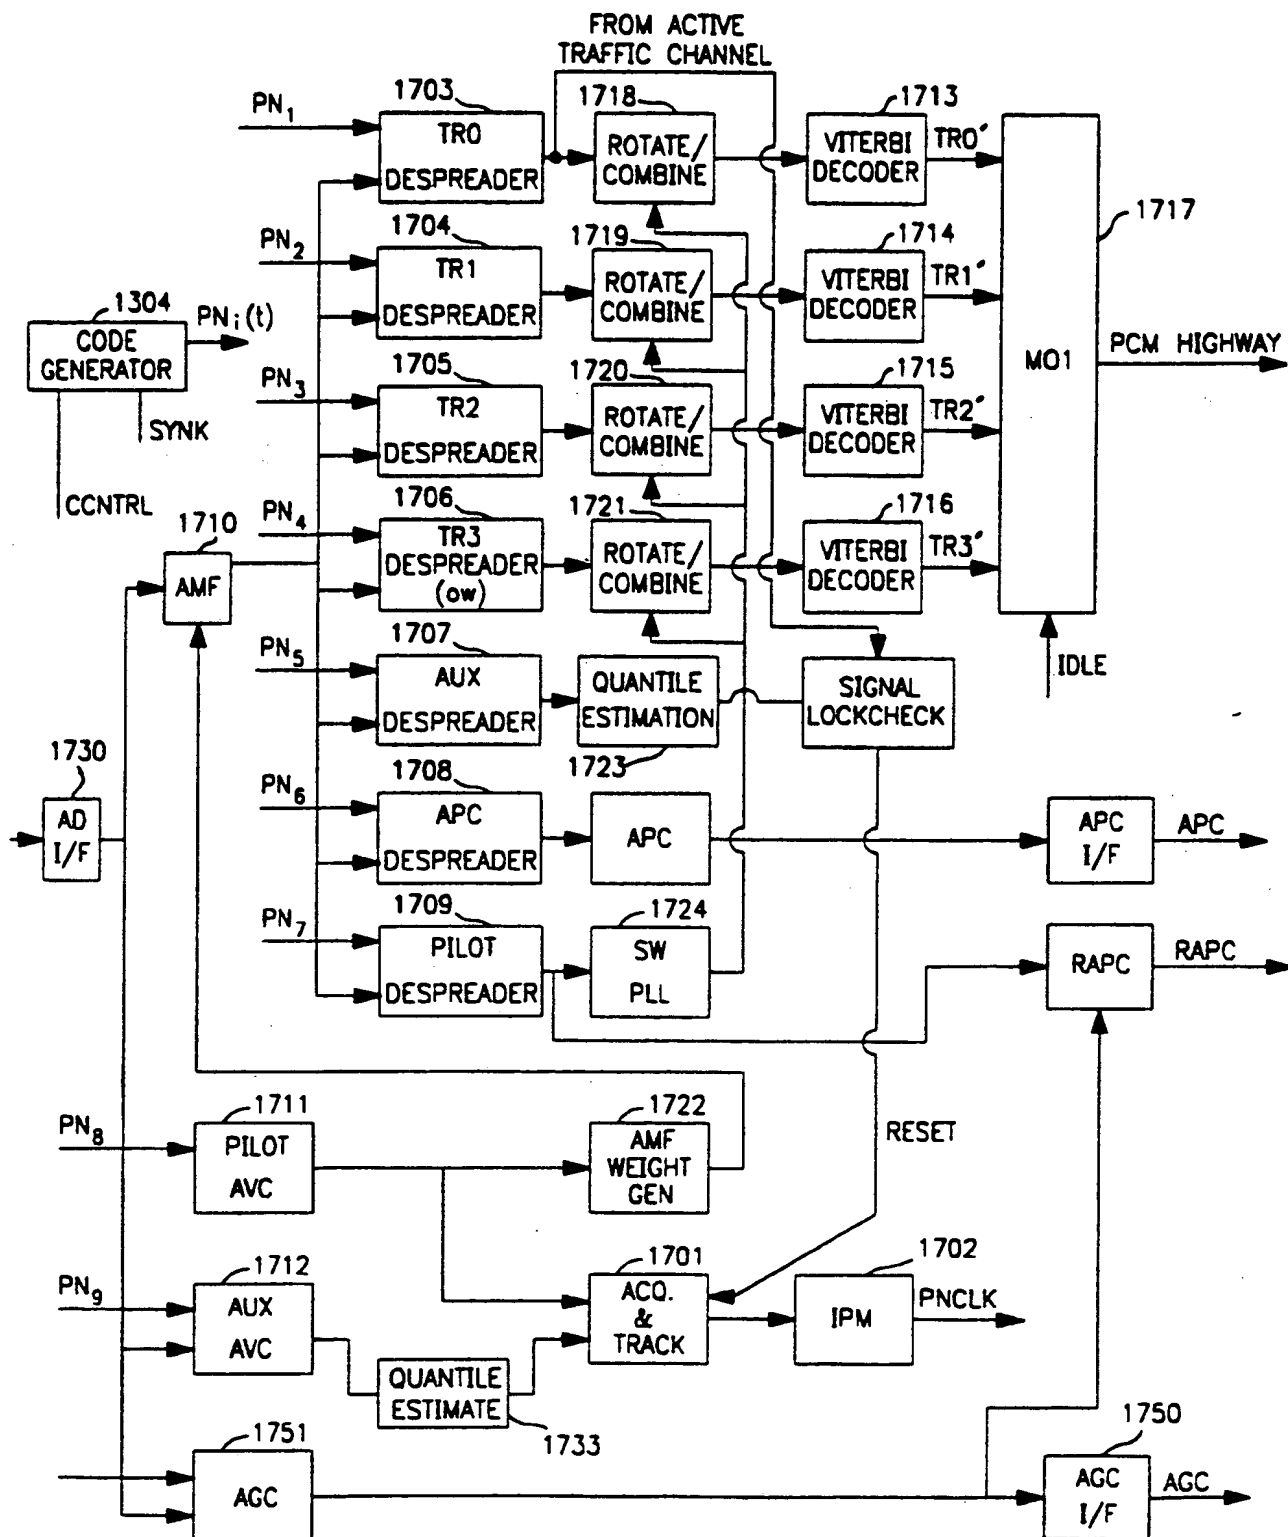 FROM ACTIVE
TRAFFIC CHANNEL
PN1
1703
TR0
DESPREADER
1718
ROTATE/
COMBINE
1713
VITERBI
DECODER
TR0'
1717
MO1
PCM HIGHWAY
IDLE
PN2
1704
TR1
DESPREADER
1719
ROTATE/
COMBINE
1714
VITERBI
DECODER
TR1'
1304
CODE
GENERATOR
PNi(t)
SYNK
CCNTRL
PN3
1705
TR2
DESPREADER
1720
ROTATE/
COMBINE
1715
VITERBI
DECODER
TR2'
1710
AMF
PN4
1706
TR3
DESPREADER
(OW)
1721
ROTATE/
COMBINE
1716
VITERBI
DECODER
TR3'
PN5
1707
AUX
DESPREADER
QUANTILE
ESTIMATION
1723
SIGNAL
LOCKCHECK
1730
AD
I/F
PN6
1708
APC
DESPREADER
APC
APC
I/F
APC
PN7
1709
PILOT
DESPREADER
1724
SW
PLL
RAPC
RAPC
PN8
1711
PILOT
AVC
1722
AMF
WEIGHT
GEN
RESET
PN9
1712
AUX
AVC
QUANTILE
ESTIMATE
1733
1701
ACQ.
&
TRACK
1702
IPM
PNCLK
1751
AGC
1750
AGC
I/F
AGC